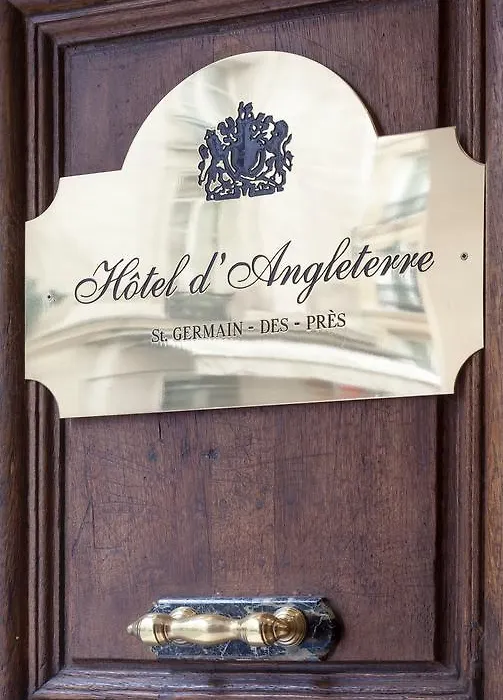 Hôtel d'Angleterre
St. GERMAIN - DES - PRÈS